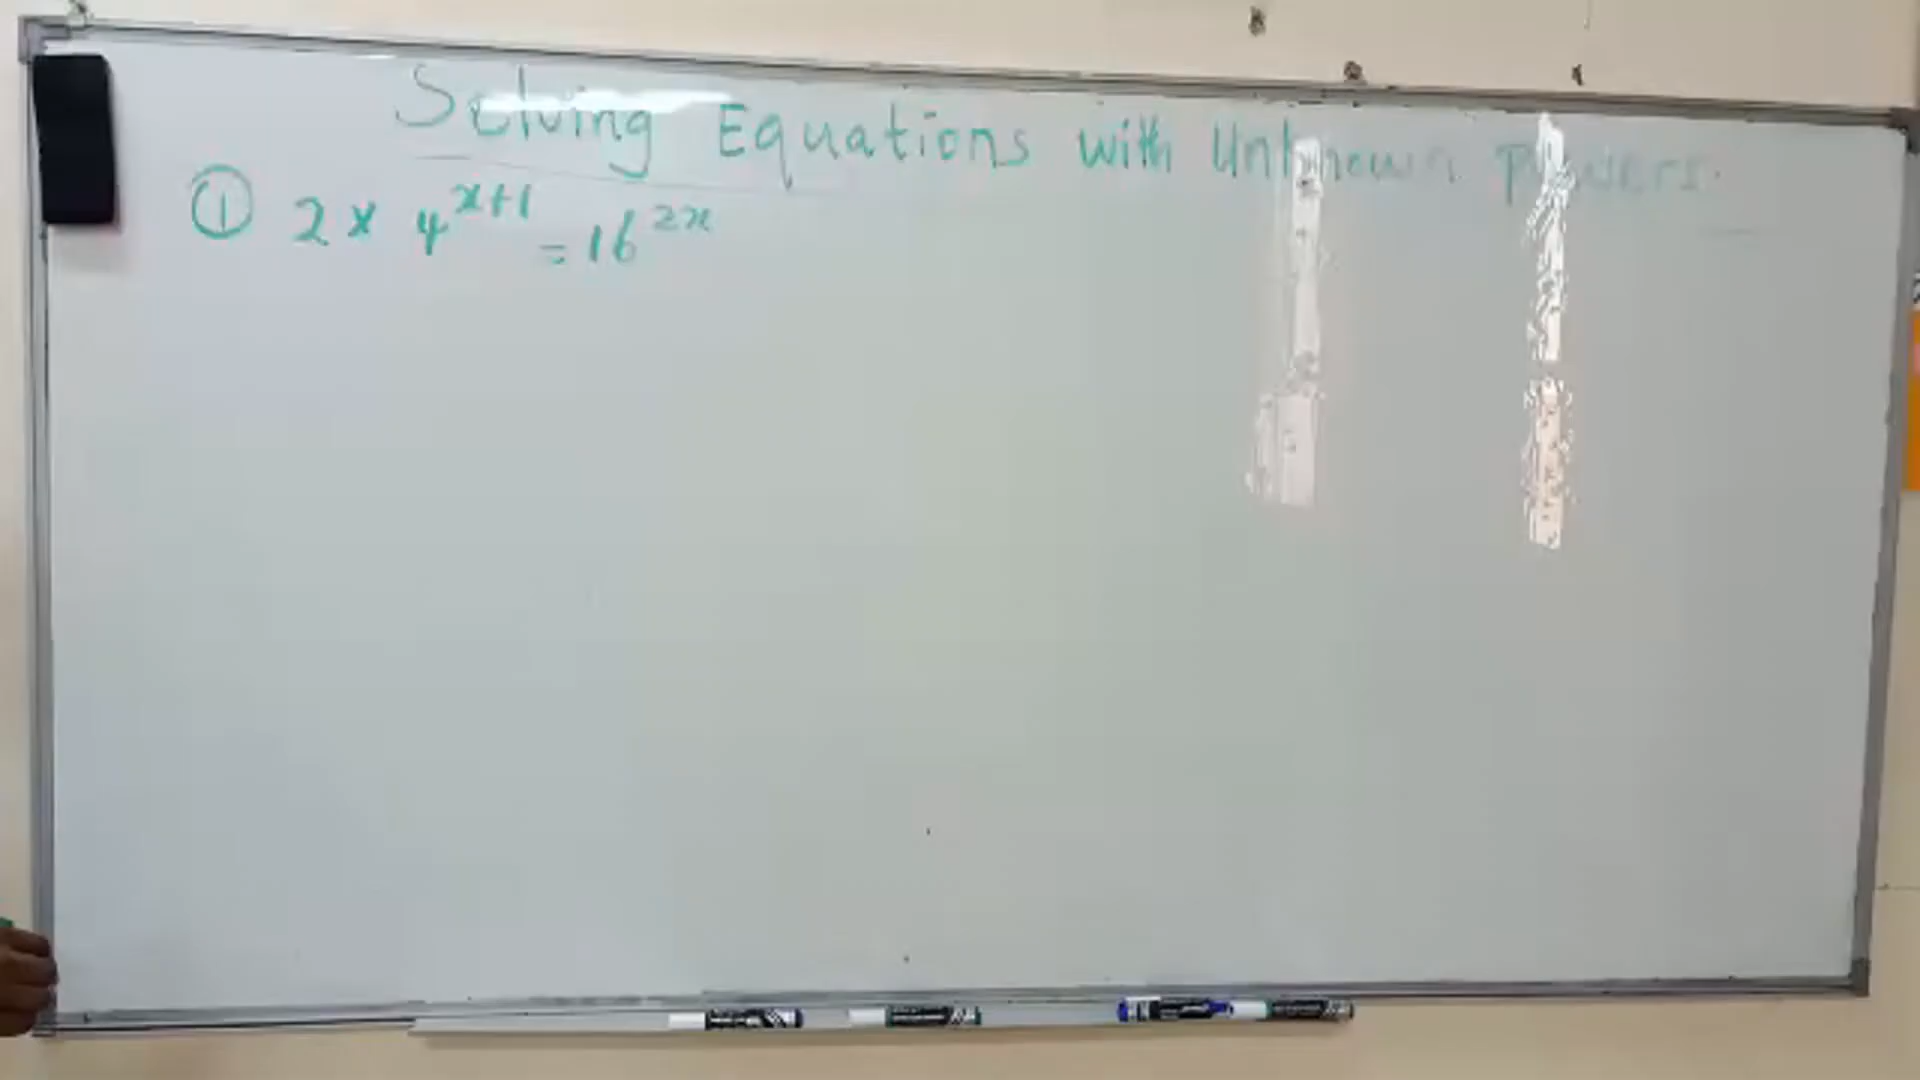 Solving Equations with Unknown powers.
① 2 × 4^{x+1} = 16^{2x}